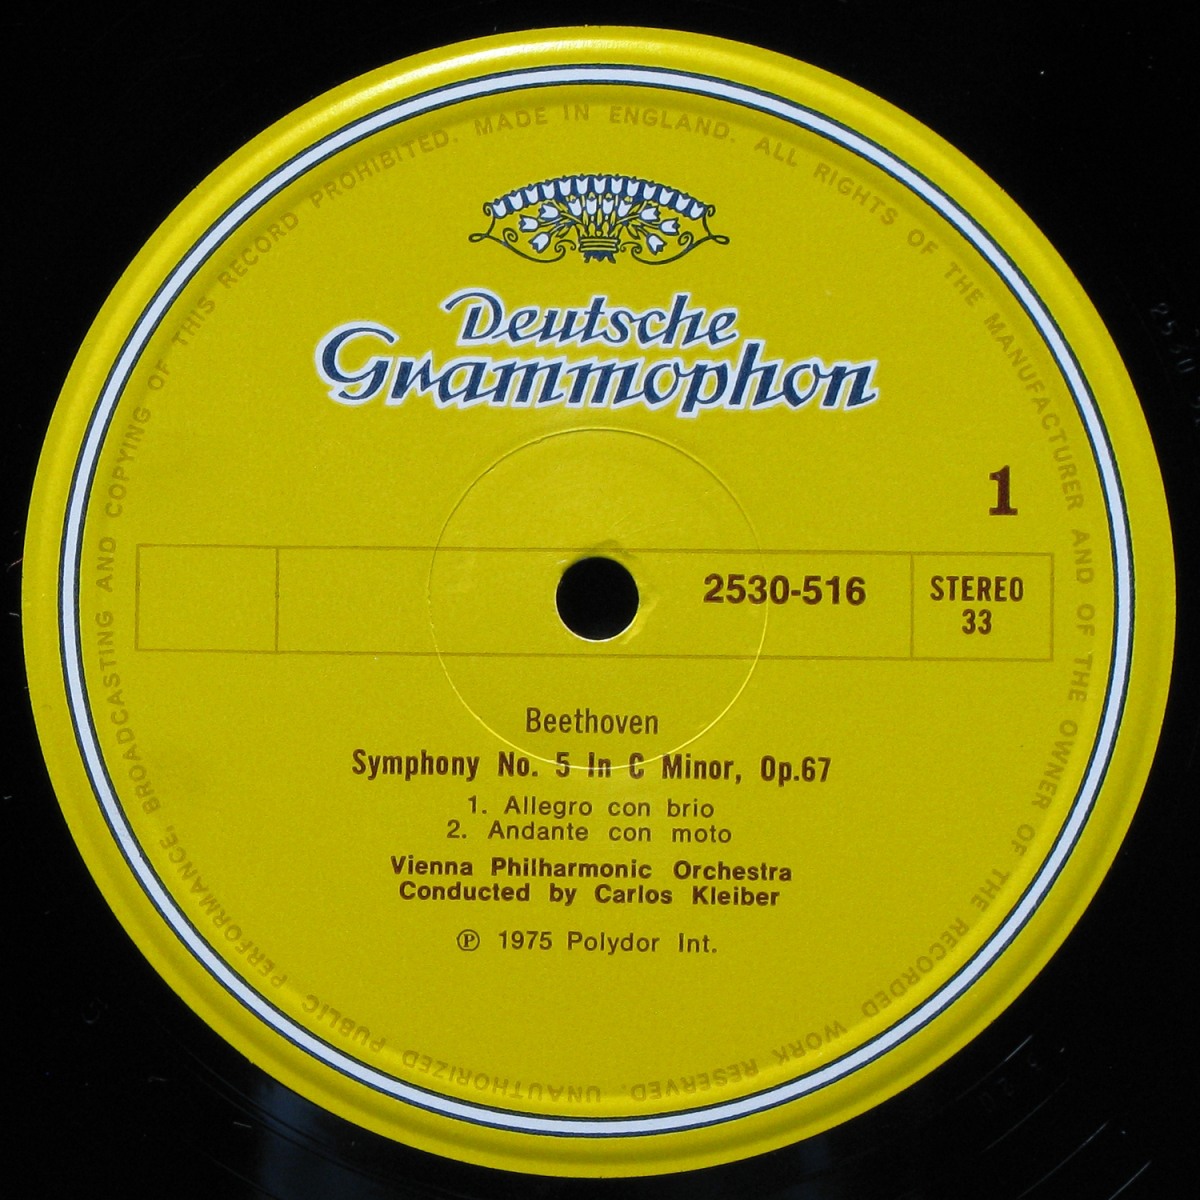 MADE IN ENGLAND. ALL RIGHTS OF THE MANUFACTURER AND OF THE OWNER OF THE RECORDED WORK RESERVED. UNAUTHORIZED PUBLIC PERFORMANCE, BROADCASTING AND COPYING OF THIS RECORD PROHIBITED.
Deutsche
Grammophon
1
2530-516
STEREO
33
Beethoven
Symphony No. 5 In C Minor, Op.67
1. Allegro con brio
2. Andante con moto
Vienna Philharmonic Orchestra
Conducted by Carlos Kleiber
℗ 1975 Polydor Int.